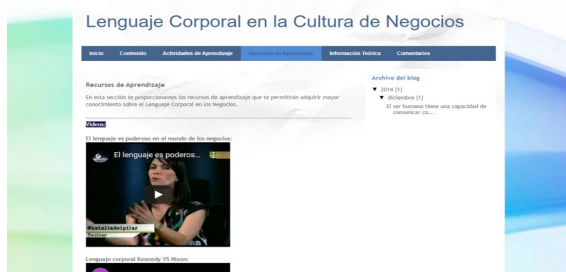 Lenguaje Corporal en la Cultura de Negocios
Inicio Contenido Actividades de Aprendizaje Recursos de Aprendizaje Información Teórica Comentarios
Recursos de Aprendizaje
En esta sección te proporcionamos los recursos de aprendizaje que te permitirán adquirir mayor
conocimiento sobre el Lenguaje Corporal en los Negocios.
Videos:
El lenguaje es poderoso en el mundo de los negocios:
El lenguaje es poderos...
@nataliadelpilar
Twitter
Lenguaje corporal Kennedy VS Nixon:
Archivo del blog
▼ 2014 (1)
▼ diciembre (1)
El ser humano tiene una capacidad de
comunicar co...